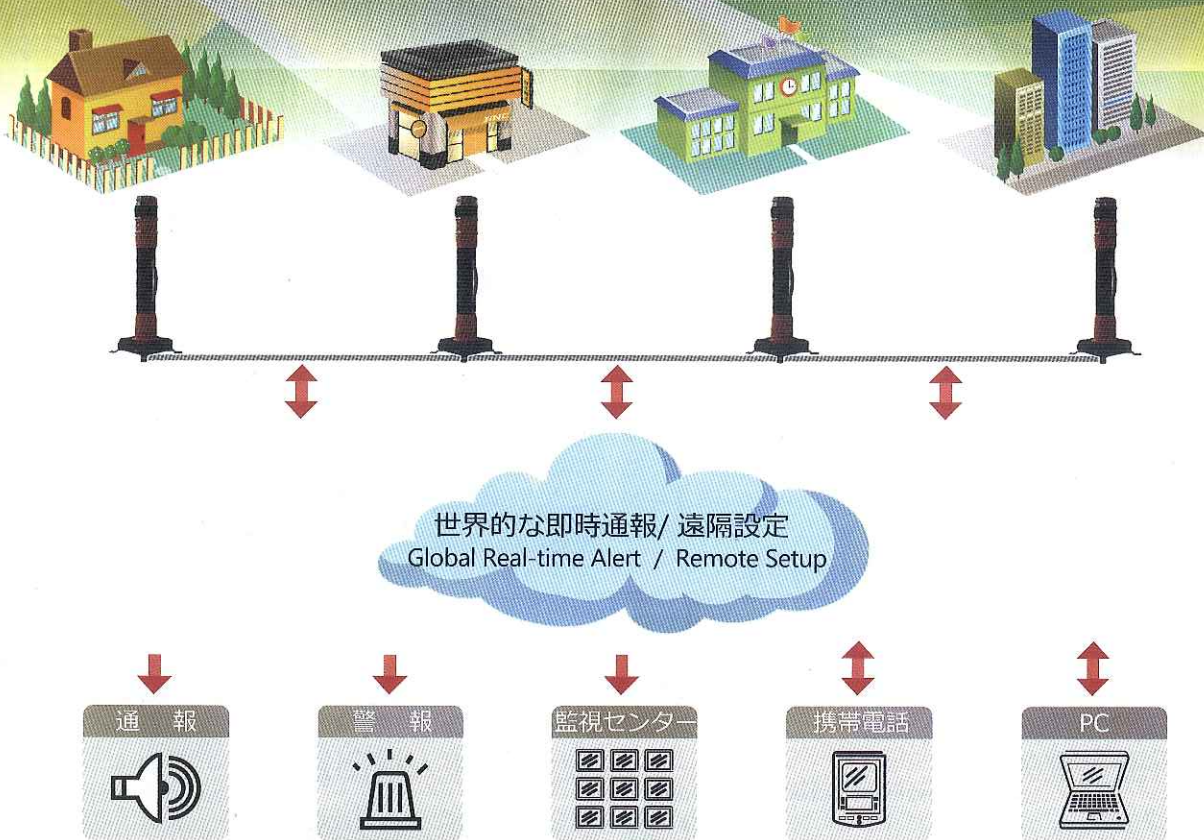 世界的な即時通報/ 遠隔設定
Global Real-time Alert / Remote Setup
通 報
警 報
監視センター
携帯電話
PC